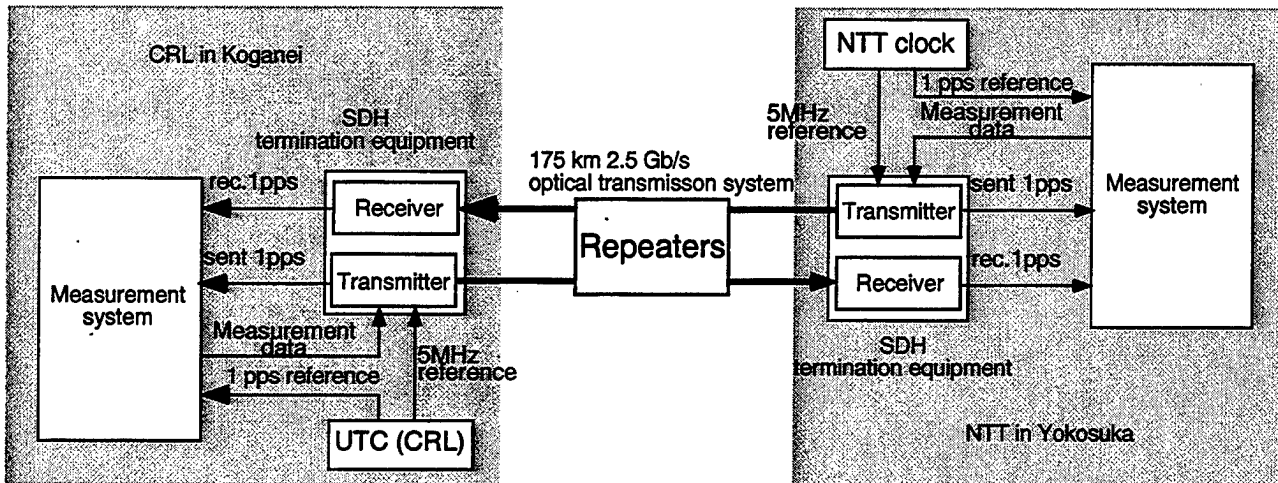 CRL in Koganei
SDH
termination equipment
rec.1pps
Receiver
sent 1pps
Transmitter
Measurement
system
Measurement
data
1 pps reference
5MHz
reference
UTC (CRL)
175 km 2.5 Gb/s
optical transmisson system
Repeaters
NTT clock
1 pps reference
5MHz
reference
Measurement
data
Transmitter
sent 1pps
Receiver
rec.1pps
Measurement
system
SDH
termination equipment
NTT in Yokosuka